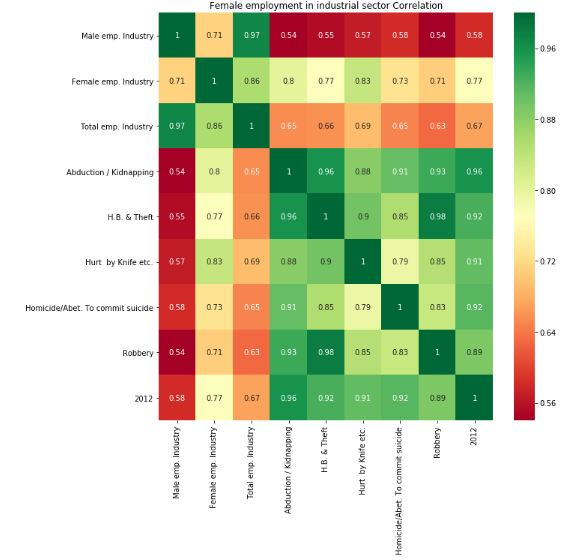 Female employment in industrial sector Correlation
Male emp. Industry 1 0.71 0.97 0.54 0.55 0.57 0.58 0.54 0.58
Female emp. Industry 0.71 1 0.86 0.8 0.77 0.83 0.73 0.71 0.77
Total emp. Industry 0.97 0.86 1 0.65 0.66 0.69 0.65 0.63 0.67
Abduction / Kidnapping 0.54 0.8 0.65 1 0.96 0.88 0.91 0.93 0.96
H.B. & Theft 0.55 0.77 0.66 0.96 1 0.9 0.85 0.98 0.92
Hurt by Knife etc. 0.57 0.83 0.69 0.88 0.9 1 0.79 0.85 0.91
Homicide/Abet. To commit suicide 0.58 0.73 0.65 0.91 0.85 0.79 1 0.83 0.92
Robbery 0.54 0.71 0.63 0.93 0.98 0.85 0.83 1 0.89
2012 0.58 0.77 0.67 0.96 0.92 0.91 0.92 0.89 1
Male emp. Industry
Female emp. Industry
Total emp. Industry
Abduction / Kidnapping
H.B. & Theft
Hurt by Knife etc.
Homicide/Abet. To commit suicide
Robbery
2012
0.96
0.88
0.80
0.72
0.64
0.56